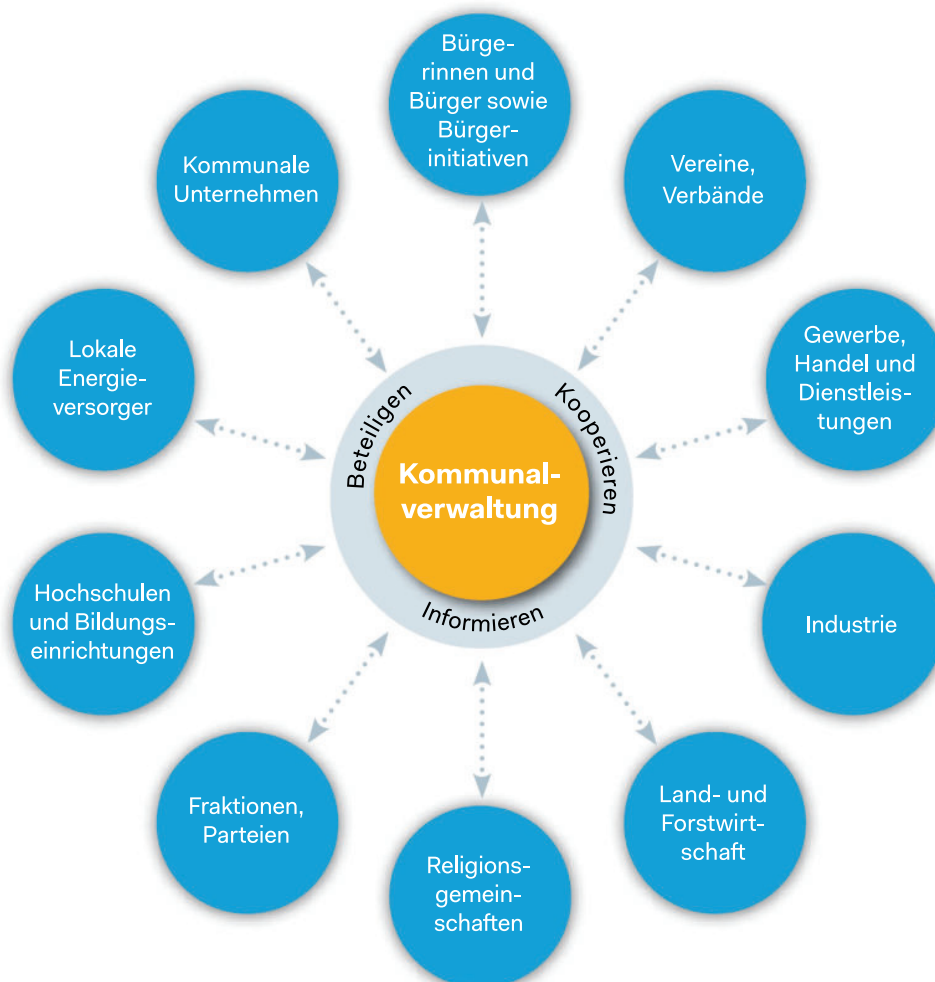 Bürge-
rinnen und
Bürger sowie
Bürger-
initiativen
Vereine,
Verbände
Gewerbe,
Handel und
Dienstleis-
tungen
Industrie
Land- und
Forstwirt-
schaft
Religions-
gemein-
schaften
Fraktionen,
Parteien
Hochschulen
und Bildungs-
einrichtungen
Lokale
Energie-
versorger
Kommunale
Unternehmen
Beteiligen
Kooperieren
Informieren
Kommunal-
verwaltung